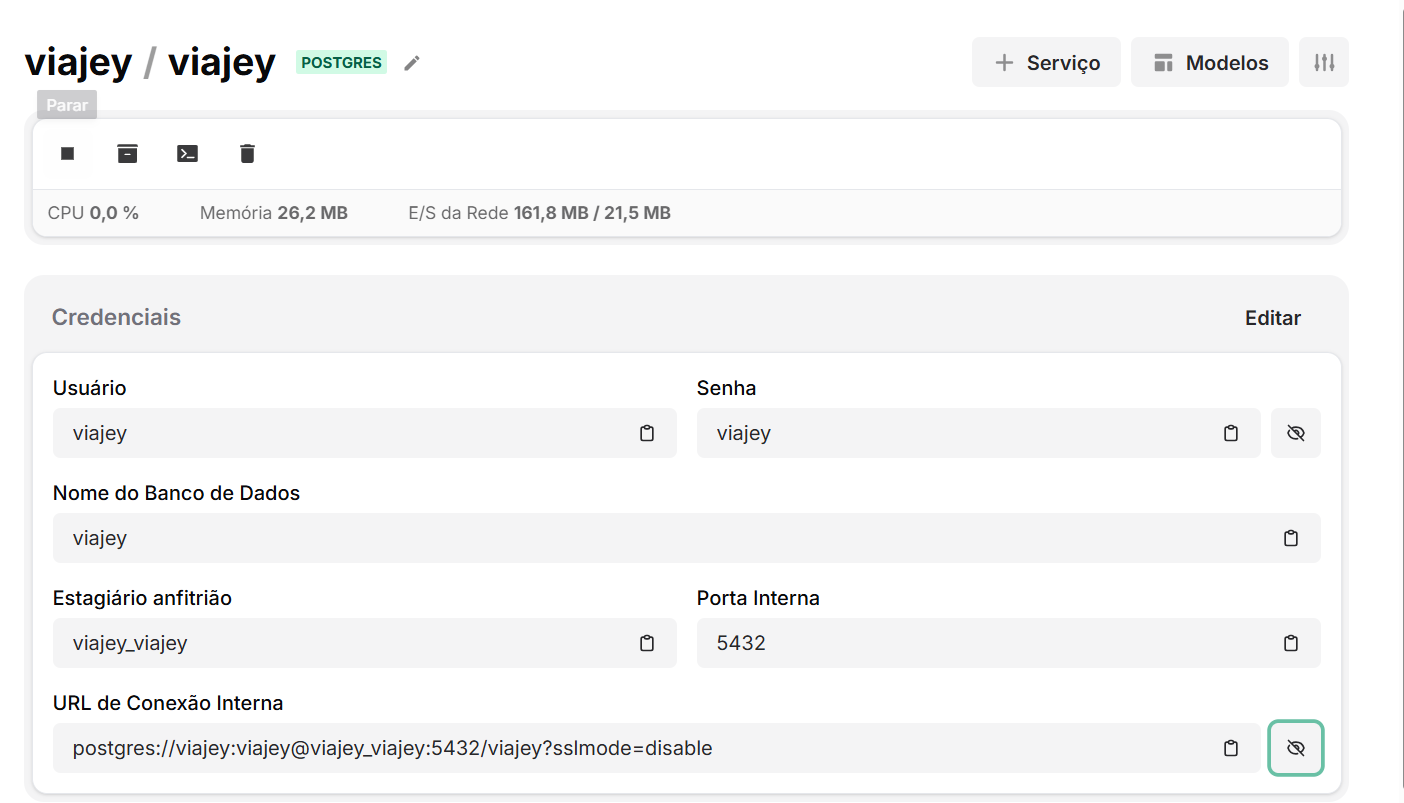 viajey / viajey POSTGRES
Serviço Modelos
Parar
CPU 0,0 % Memória 26,2 MB E/S da Rede 161,8 MB / 21,5 MB
Credenciais Editar
Usuário Senha
viajey viajey
Nome do Banco de Dados
viajey
Estagiário anfitrião Porta Interna
viajey_viajey 5432
URL de Conexão Interna
postgres://viajey:viajey@viajey_viajey:5432/viajey?sslmode=disable